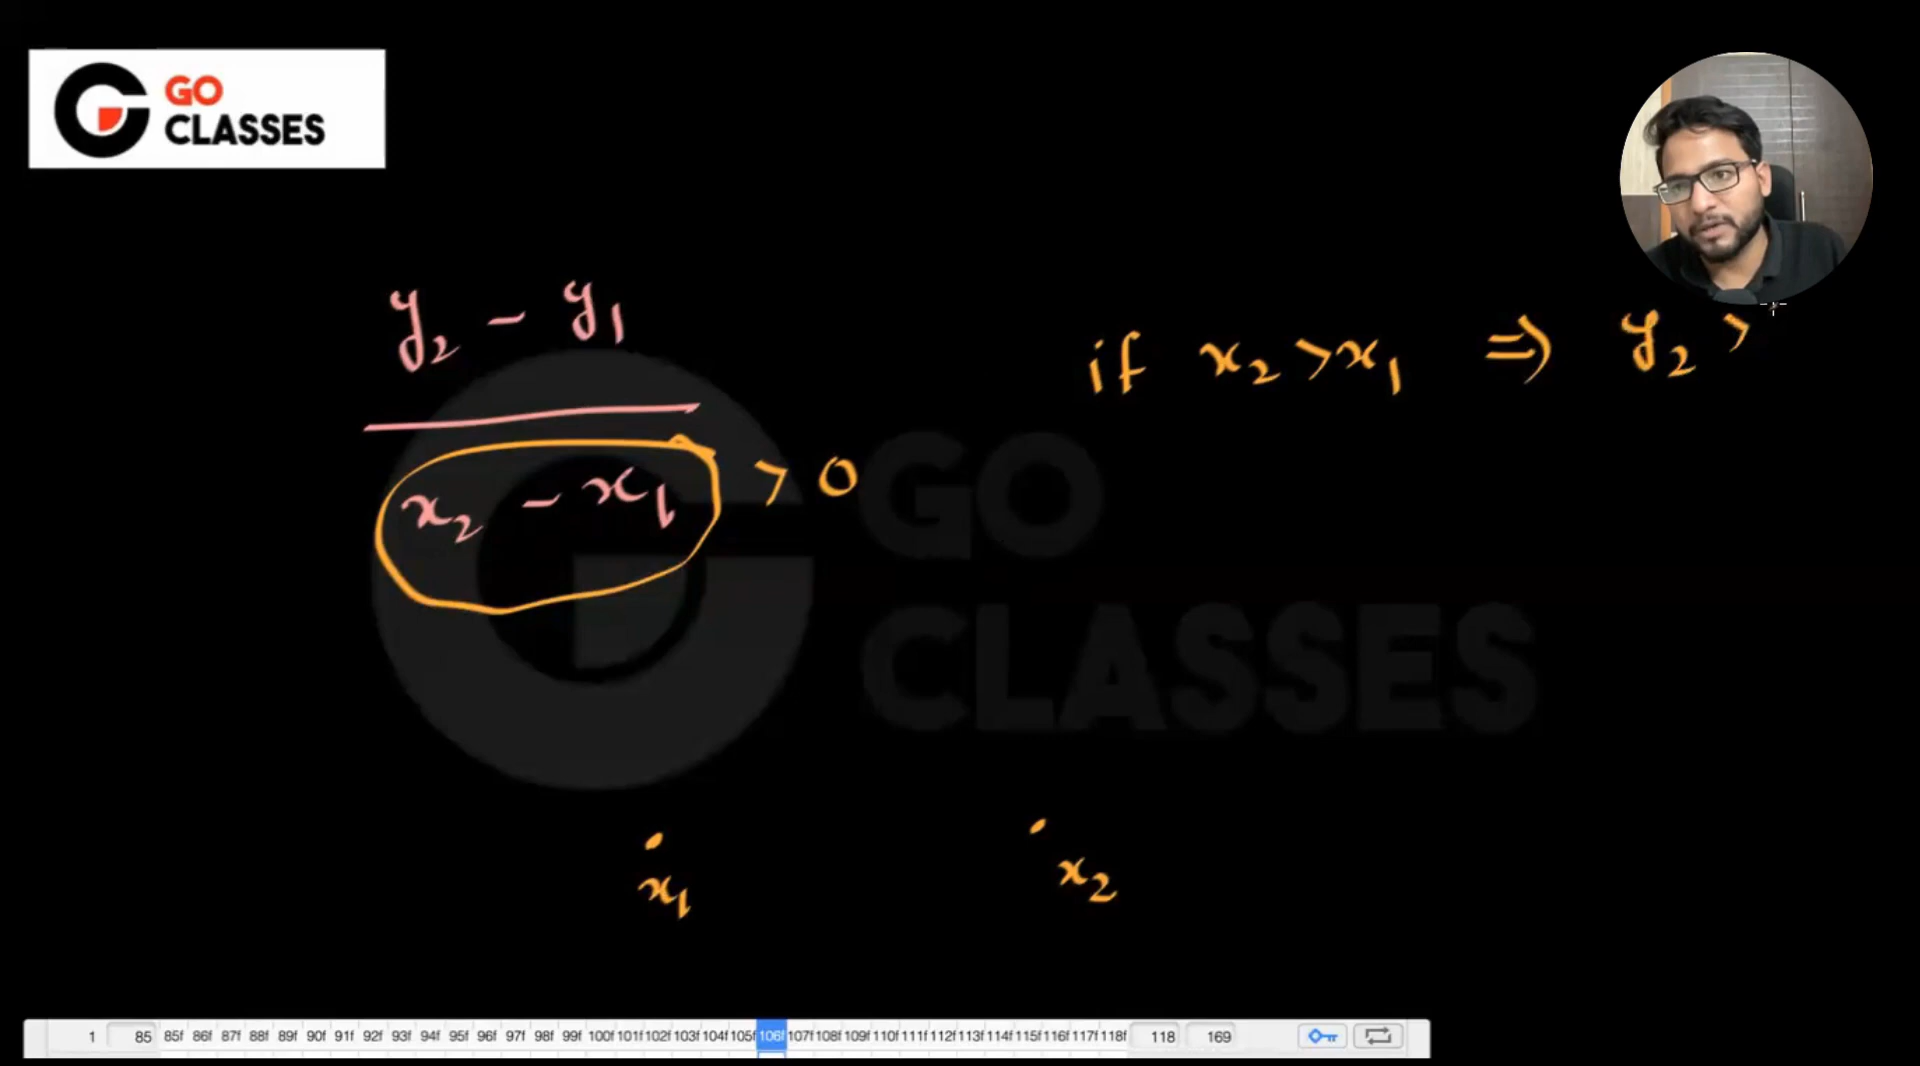 GO
CLASSES
y₂ - y₁
x₂ - x₁ > 0
if x₂ > x₁ ⇒ y₂ >
GO
CLASSES
x₁ x₂
1 85 85f 86f 87f 88f 89f 90f 91f 92f 93f 94f 95f 96f 97f 98f 99f 100f 101f 102f 103f 104f 105f 106f 107f 108f 109f 110f 111f 112f 113f 114f 115f 116f 117f 118f 118 169